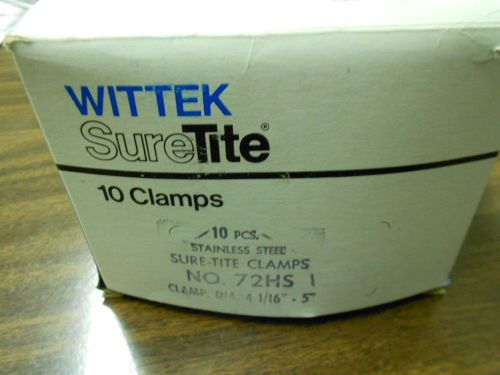 WITTEK
SureTite®
10 Clamps
10 PCS.
STAINLESS STEEL
SURE-TITE CLAMPS
NO. 72HS 1
CLAMP. DIA. 4 1/16" - 5"